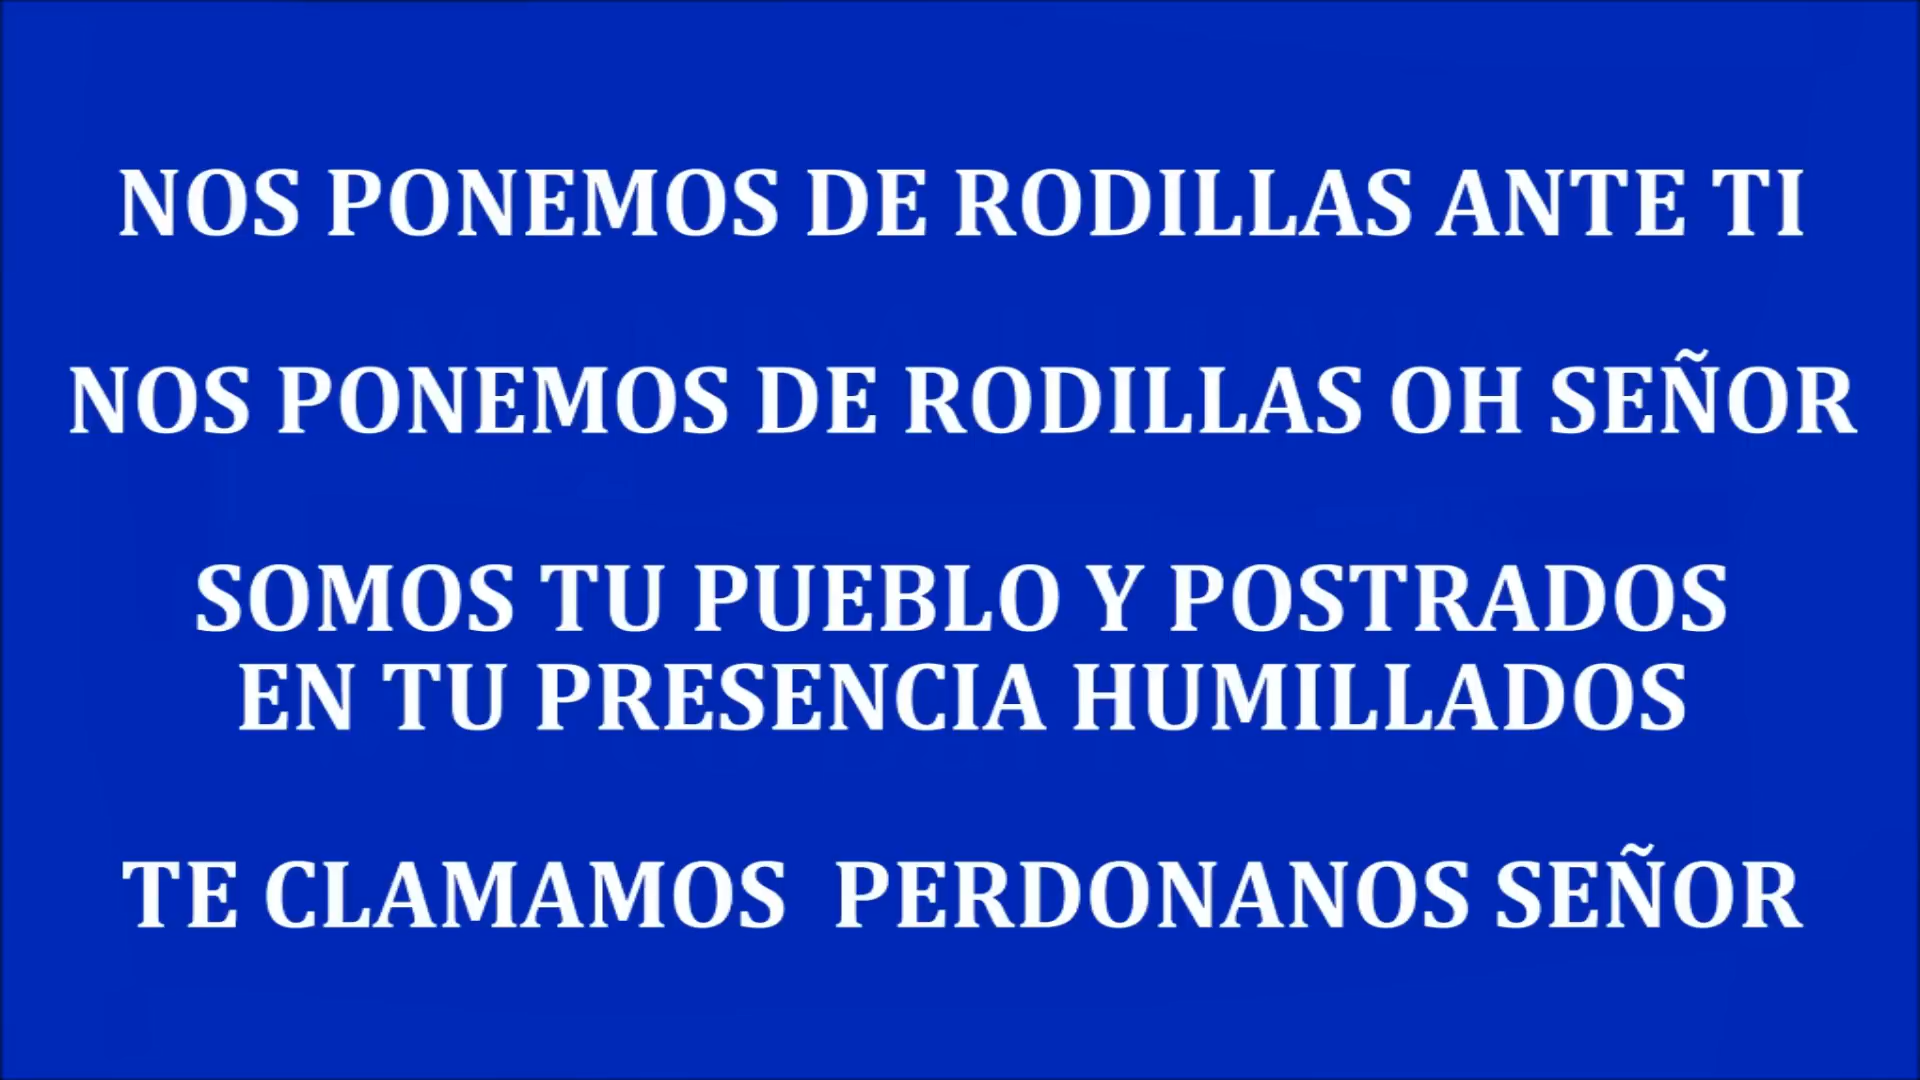 NOS PONEMOS DE RODILLAS ANTE TI
NOS PONEMOS DE RODILLAS OH SEÑOR
SOMOS TU PUEBLO Y POSTRADOS
EN TU PRESENCIA HUMILLADOS
TE CLAMAMOS  PERDONANOS SEÑOR